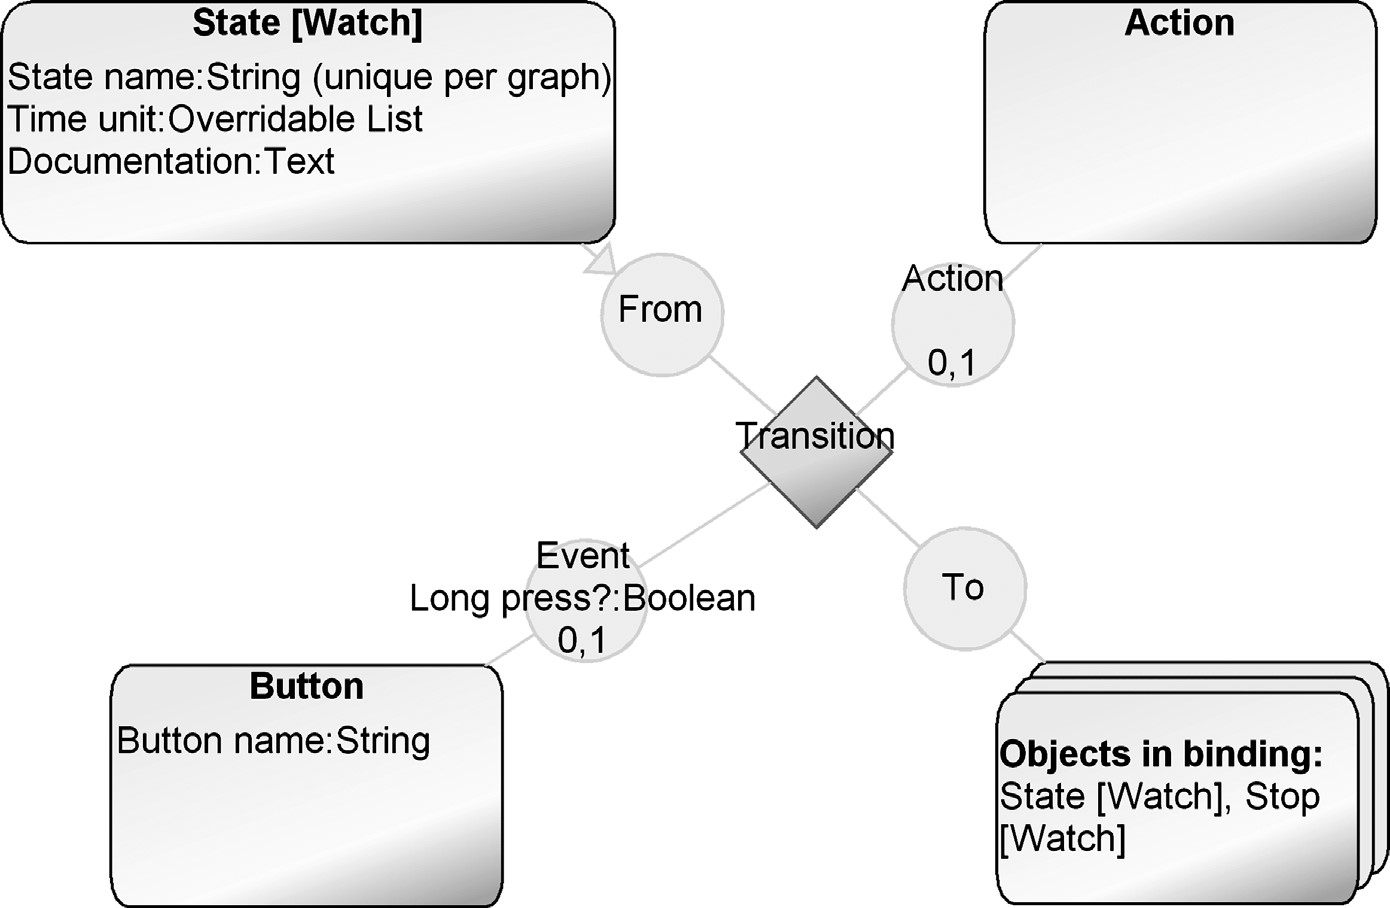 State [Watch]
State name:String (unique per graph)
Time unit:Overridable List
Documentation:Text
Action
From
Action
0,1
Transition
Event
Long press?:Boolean
0,1
To
Button
Button name:String
Objects in binding:
State [Watch], Stop
[Watch]